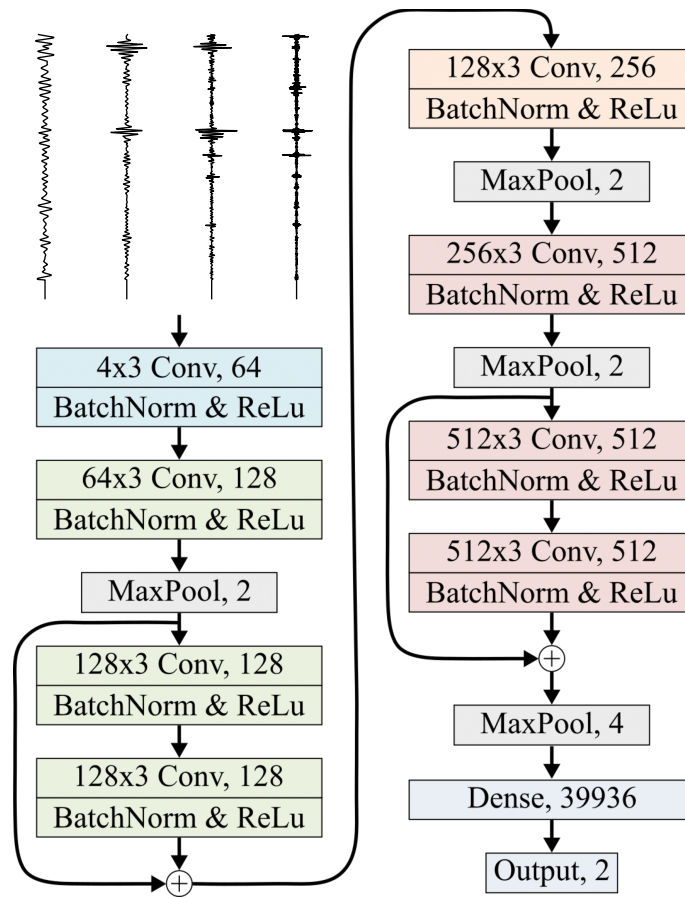 4x3 Conv, 64
BatchNorm & ReLu
64x3 Conv, 128
BatchNorm & ReLu
MaxPool, 2
128x3 Conv, 128
BatchNorm & ReLu
128x3 Conv, 128
BatchNorm & ReLu
128x3 Conv, 256
BatchNorm & ReLu
MaxPool, 2
256x3 Conv, 512
BatchNorm & ReLu
MaxPool, 2
512x3 Conv, 512
BatchNorm & ReLu
512x3 Conv, 512
BatchNorm & ReLu
MaxPool, 4
Dense, 39936
Output, 2